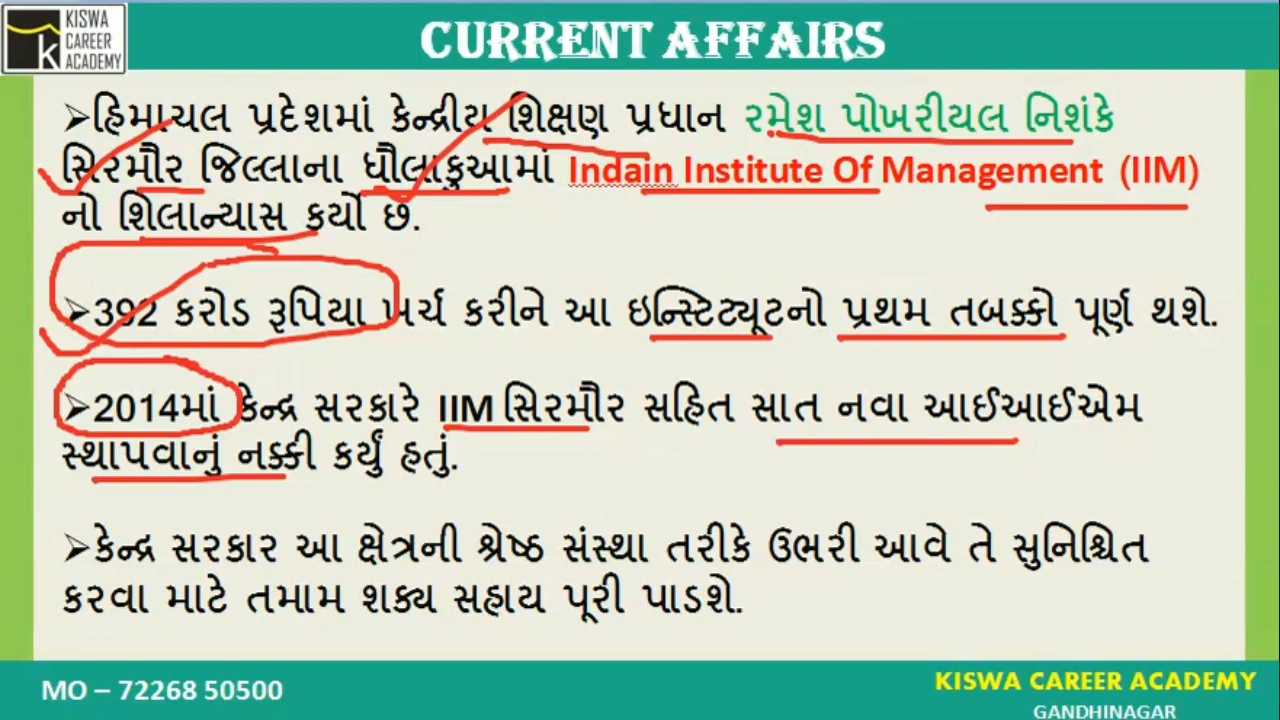 KISWA
CAREER
ACADEMY
CURRENT AFFAIRS
➢હિમાચલ પ્રદેશમાં કેન્દ્રીય શિક્ષણ પ્રધાન રમેશ પોખરીયલ નિશંકે
સિરમૌર જિલ્લાના ધૌલાકુઆમાં Indain Institute Of Management (IIM)
નો શિલાન્યાસ કર્યો છે.
➢392 કરોડ રૂપિયા ખર્ચ કરીને આ ઇન્સ્ટિટ્યૂટનો પ્રથમ તબક્કો પૂર્ણ થશે.
➢2014માં કેન્દ્ર સરકારે IIM સિરમૌર સહિત સાત નવા આઈઆઈએમ
સ્થાપવાનું નક્કી કર્યું હતું.
➢કેન્દ્ર સરકાર આ ક્ષેત્રની શ્રેષ્ઠ સંસ્થા તરીકે ઉભરી આવે તે સુનિશ્ચિત
કરવા માટે તમામ શક્ય સહાય પૂરી પાડશે.
MO – 72268 50500
KISWA CAREER ACADEMY
GANDHINAGAR